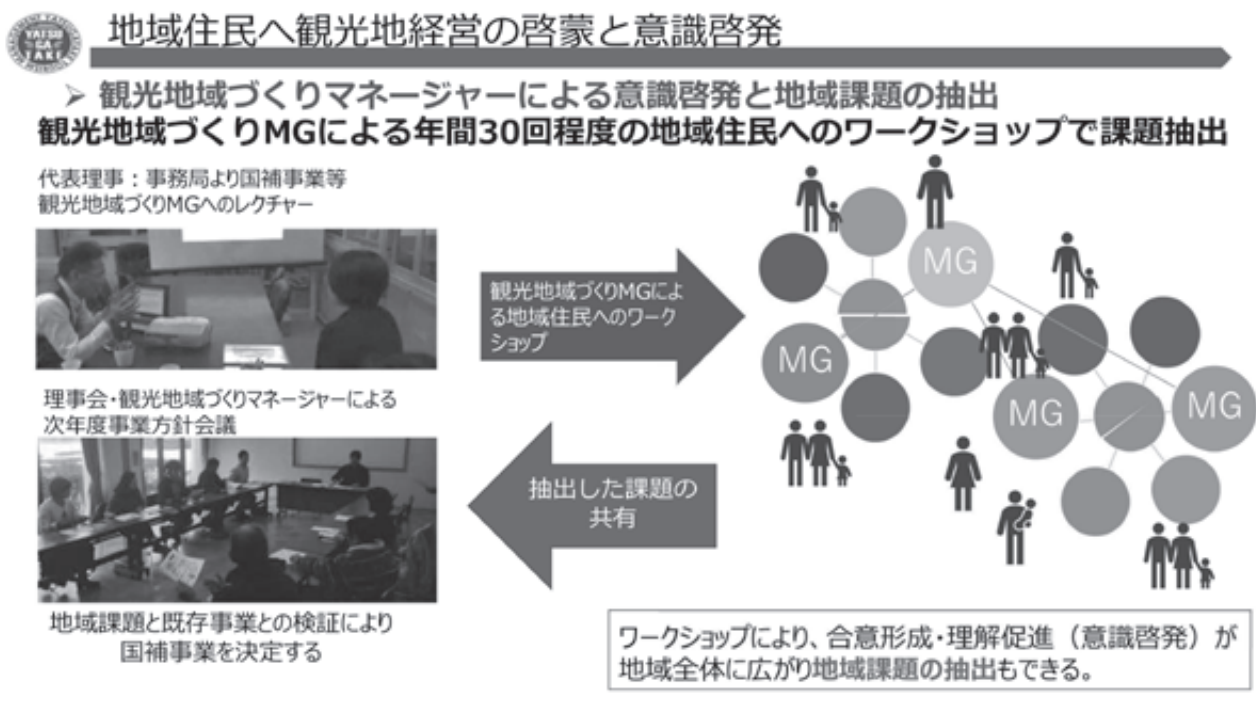 YATSU
GA
TAKE
地域住民へ観光地経営の啓蒙と意識啓発
➢ 観光地域づくりマネージャーによる意識啓発と地域課題の抽出
観光地域づくりMGによる年間30回程度の地域住民へのワークショップで課題抽出
代表理事：事務局より国補事業等
観光地域づくりMGへのレクチャー
理事会・観光地域づくりマネージャーによる
次年度事業方針会議
地域課題と既存事業との検証により
国補事業を決定する
観光地域づくりMGによ
る地域住民へのワーク
ショップ
抽出した課題の
共有
MG
MG
MG
MG
ワークショップにより、合意形成・理解促進（意識啓発）が
地域全体に広がり地域課題の抽出もできる。